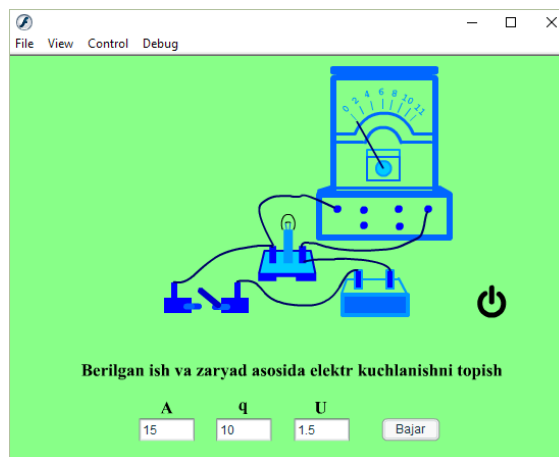 File View Control Debug
0 2 4 6 8 10 12
Berilgan ish va zaryad asosida elektr kuchlanishni topish
A q U
15 10 1.5 Bajar